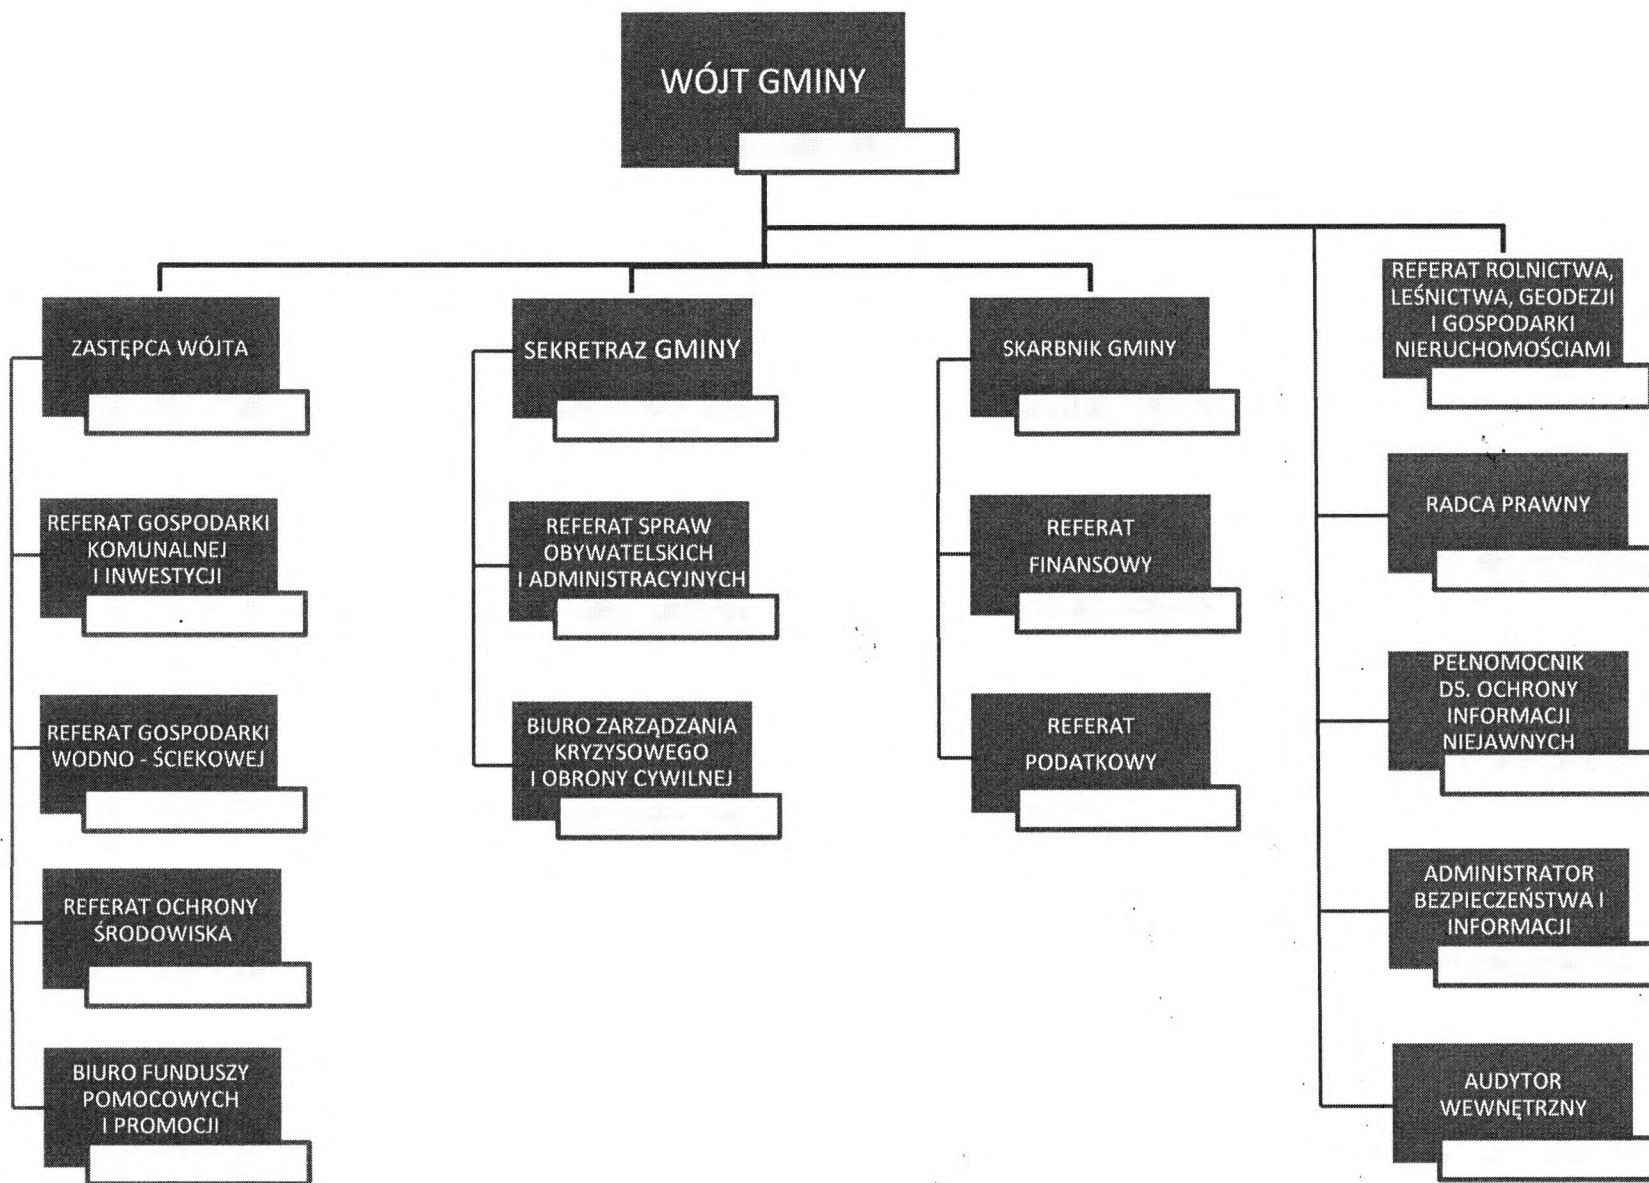 WÓJT GMINY
ZASTĘPCA WÓJTA
REFERAT GOSPODARKI
KOMUNALNEJ
I INWESTYCJI
REFERAT GOSPODARKI
WODNO - ŚCIEKOWEJ
REFERAT OCHRONY
ŚRODOWISKA
BIURO FUNDUSZY
POMOCOWYCH
I PROMOCJI
SEKRETRAZ GMINY
REFERAT SPRAW
OBYWATELSKICH
I ADMINISTRACYJNYCH
BIURO ZARZĄDZANIA
KRYZYSOWEGO
I OBRONY CYWILNEJ
SKARBNIK GMINY
REFERAT
FINANSOWY
REFERAT
PODATKOWY
REFERAT ROLNICTWA,
LEŚNICTWA, GEODEZJI
I GOSPODARKI
NIERUCHOMOŚCIAMI
RADCA PRAWNY
PEŁNOMOCNIK
DS. OCHRONY
INFORMACJI
NIEJAWNYCH
ADMINISTRATOR
BEZPIECZEŃSTWA I
INFORMACJI
AUDYTOR
WEWNĘTRZNY